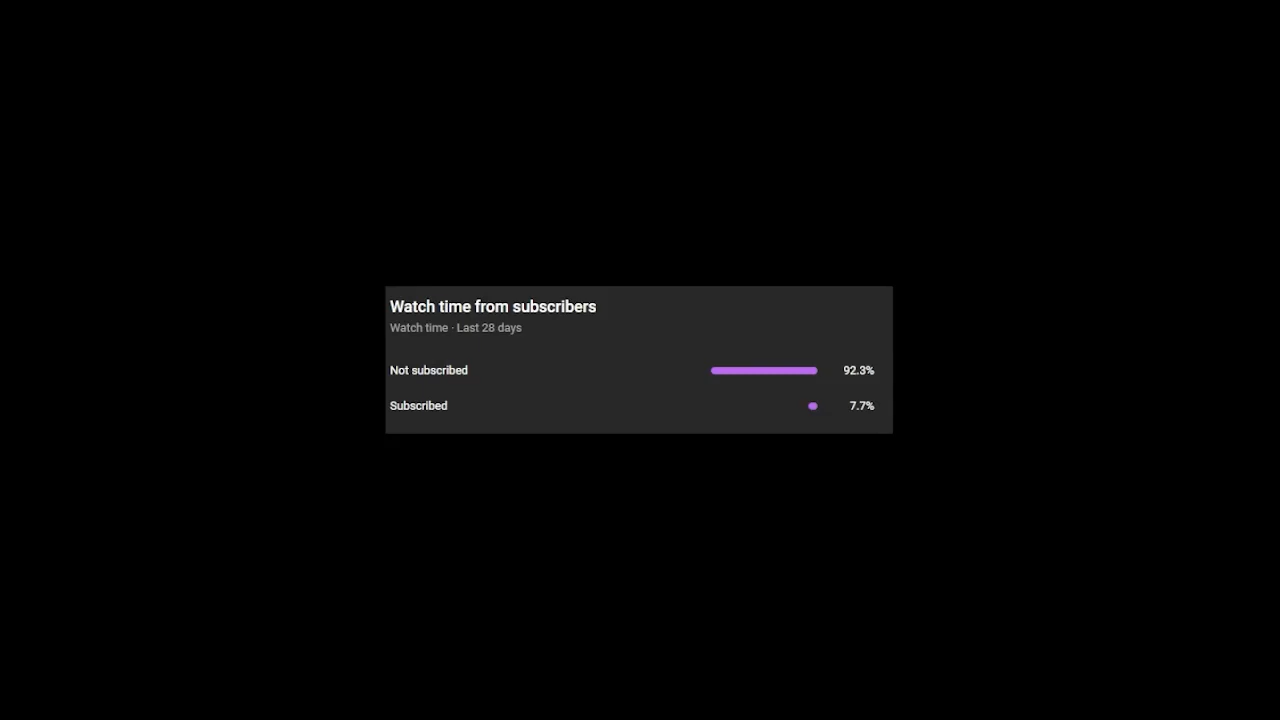 Watch time from subscribers
Watch time · Last 28 days
Not subscribed 92.3%
Subscribed 7.7%